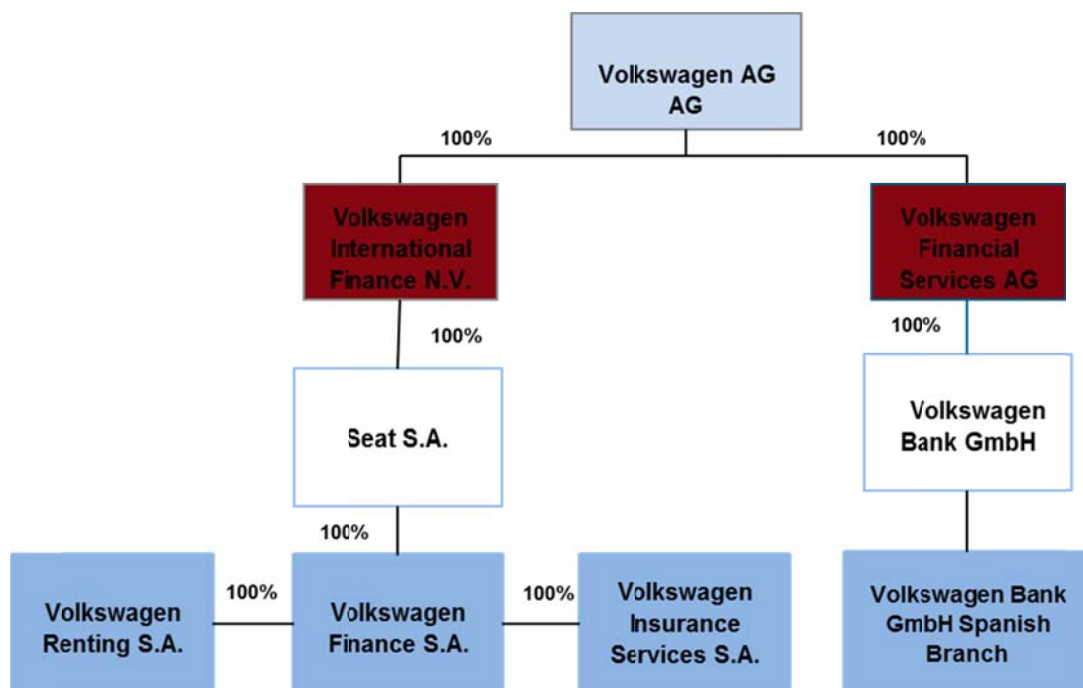 Volkswagen AG
AG
100%
100%
Volkswagen
International
Finance N.V.
Volkswagen
Financial
Services AG
100%
100%
Seat S.A.
Volkswagen
Bank GmbH
100%
Volkswagen
Renting S.A.
100%
Volkswagen
Finance S.A.
100%
Volkswagen
Insurance
Services S.A.
Volkswagen Bank
GmbH Spanish
Branch